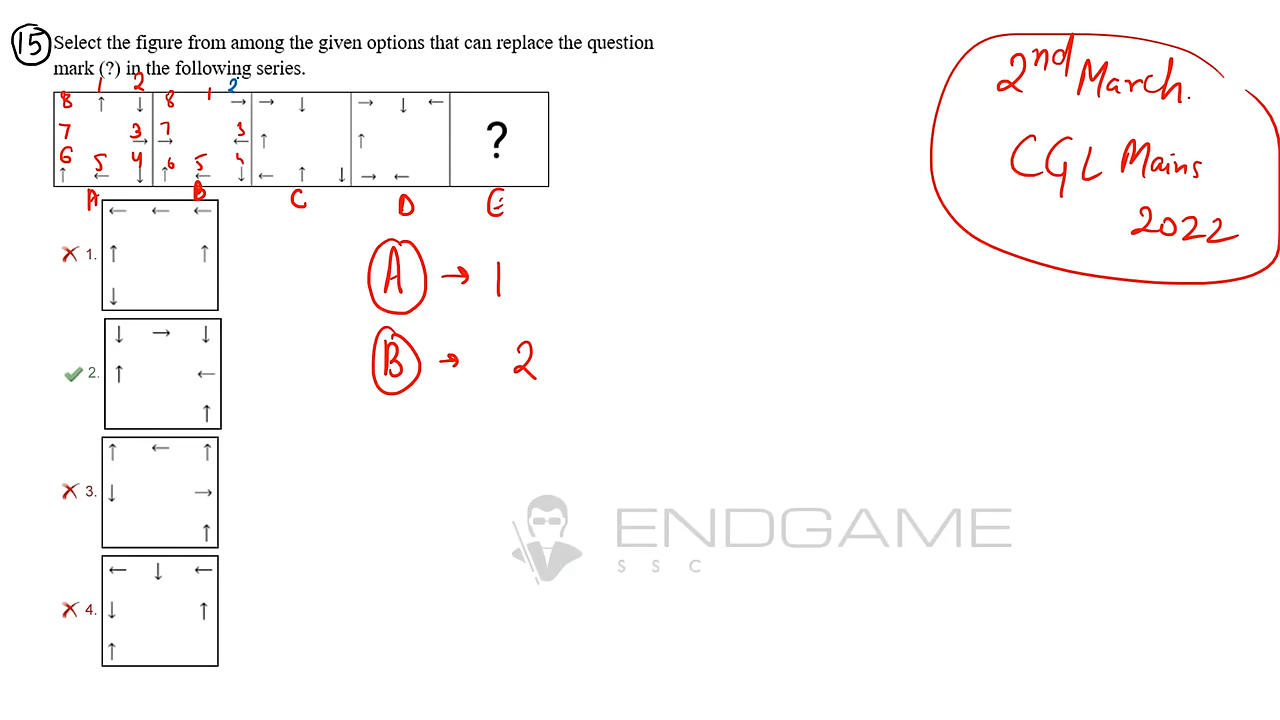 15 Select the figure from among the given options that can replace the question
mark (?) in the following series.
8 1 2 8 1 2
7 3 7 3
?
6 5 4 6 5 4
A B C D E
1.
2.
3.
4.
A → 1
B → 2
2nd March.
CGL Mains
2022
ENDGAME
SSC